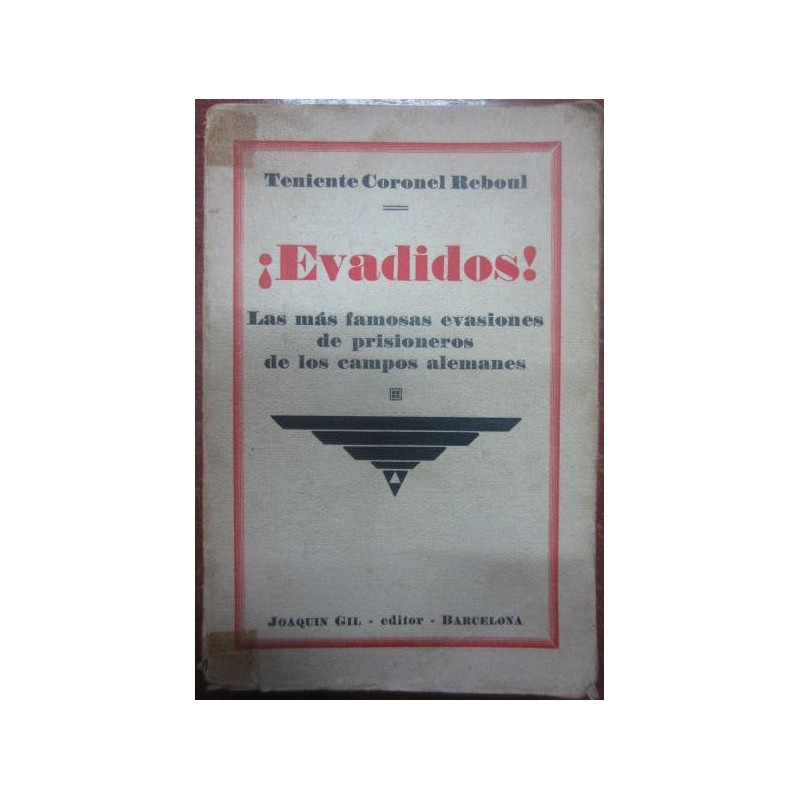 Teniente Coronel Reboul
¡Evadidos!
Las más famosas evasiones
de prisioneros
de los campos alemanes
JOAQUIN GIL - editor - BARCELONA